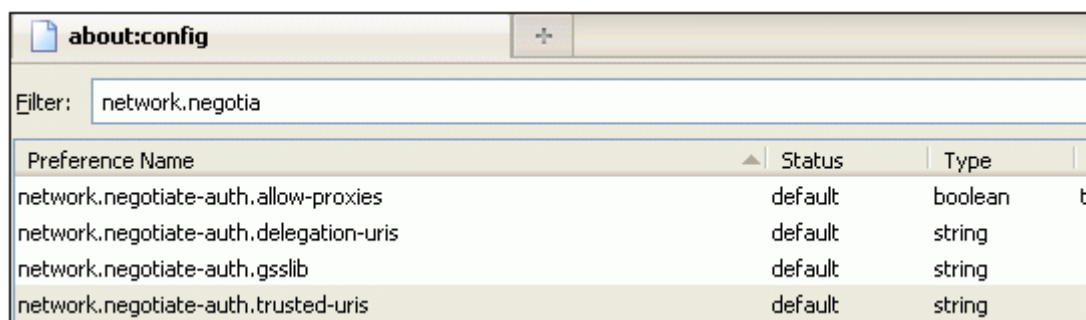 about:config
Filter: network.negotia
Preference Name Status Type
network.negotiate-auth.allow-proxies default boolean t
network.negotiate-auth.delegation-uris default string
network.negotiate-auth.gsslib default string
network.negotiate-auth.trusted-uris default string